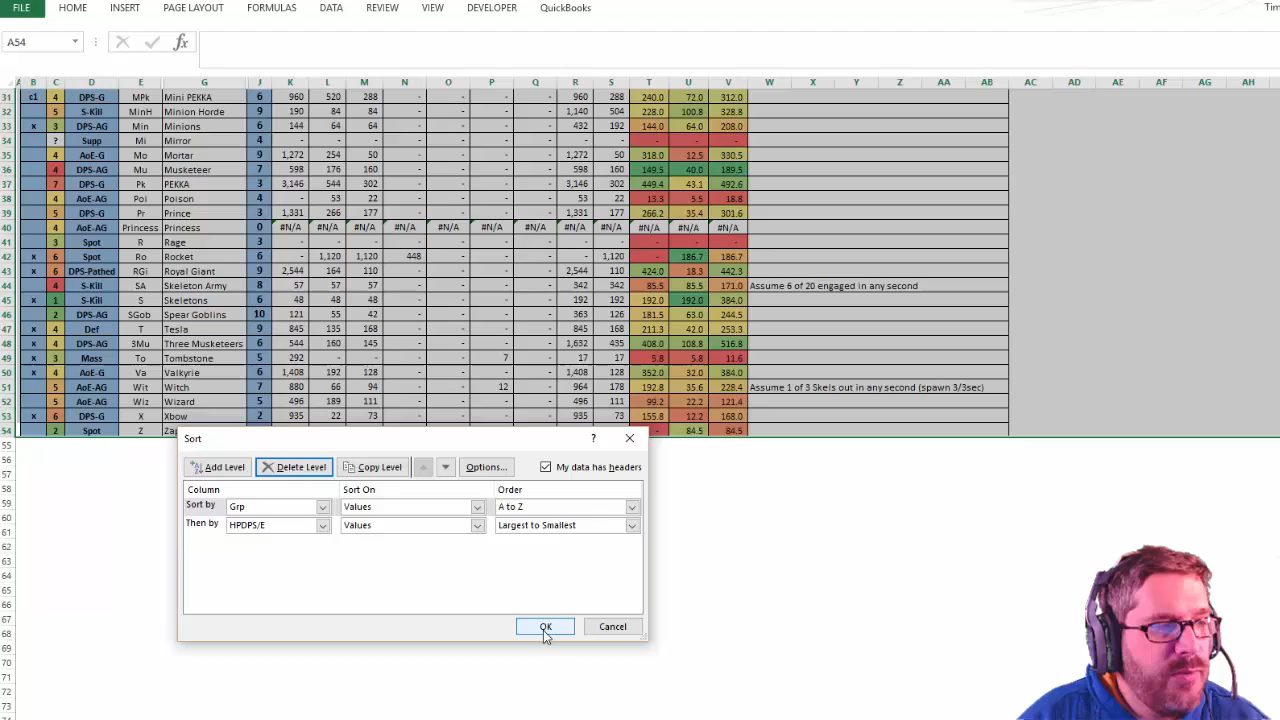 FILE HOME INSERT PAGE LAYOUT FORMULAS DATA REVIEW VIEW DEVELOPER QuickBooks Tim
A54 fx
A B C D E G J K L M N O P Q R S T U V W X Y Z AA AB AC AD AE AF AG AH
31 c1 4 DPS-G MPk Mini PEKKA 6 960 520 288 - - - - 960 288 240.0 72.0 312.0
32 5 S-Kill MinH Minion Horde 9 190 84 84 - - - - 1,140 504 228.0 100.8 328.8
33 x 3 DPS-AG Min Minions 6 144 64 64 - - - - 432 192 144.0 64.0 208.0
34 ? Supp Mi Mirror 4 - - - - - - - - - - - -
35 4 AoE-G Mo Mortar 9 1,272 254 50 - - - - 1,272 50 318.0 12.5 330.5
36 4 DPS-AG Mu Musketeer 7 598 176 160 - - - - 598 160 149.5 40.0 189.5
37 7 DPS-G Pk PEKKA 3 3,146 544 302 - - - - 3,146 302 449.4 43.1 492.6
38 4 AoE-AG Poi Poison 4 - 53 22 - - - - 53 22 13.3 5.5 18.8
39 5 DPS-G Pr Prince 3 1,331 266 177 - - - - 1,331 177 266.2 35.4 301.6
40 4 AoE-AG Princess Princess 0 #N/A #N/A #N/A #N/A #N/A #N/A #N/A #N/A #N/A #N/A #N/A #N/A
41 3 Spot R Rage 3 - - - - - - - - - - - -
42 x 6 Spot Ro Rocket 6 - 1,120 1,120 448 - - - - 1,120 - 186.7 186.7
43 x 6 DPS-Pathed RGi Royal Giant 9 2,544 164 110 - - - - 2,544 110 424.0 18.3 442.3
44 4 S-Kill SA Skeleton Army 8 57 57 57 - - - - 342 342 85.5 85.5 171.0 Assume 6 of 20 engaged in any second
45 x 1 S-Kill S Skeletons 6 48 48 48 - - - - 192 192 192.0 192.0 384.0
46 2 DPS-AG SGob Spear Goblins 10 121 55 42 - - - - 363 126 181.5 63.0 244.5
47 x 4 Def T Tesla 9 845 135 168 - - - - 845 168 211.3 42.0 253.3
48 x 4 DPS-AG 3Mu Three Musketeers 6 544 160 145 - - - - 1,632 435 408.0 108.8 516.8
49 x 3 Mass To Tombstone 5 292 - - - - 7 - 17 17 5.8 5.8 11.6
50 x 4 AoE-G Va Valkyrie 6 1,408 192 128 - - - - 1,408 128 352.0 32.0 384.0
51 5 AoE-AG Wit Witch 7 880 66 94 - - 12 - 964 178 192.8 35.6 228.4 Assume 1 of 3 Skels out in any second (spawn 3/3sec)
52 5 AoE-AG Wiz Wizard 5 496 189 111 - - - - 496 111 99.2 22.2 121.4
53 x 6 DPS-G X Xbow 2 935 22 73 - - - - 935 73 155.8 12.2 168.0
54 2 Spot Z - 84.5 84.5
55
56
57
58
59
60
61
62
63
64
65
66
67
68
69
70
71
72
73
Sort ? ×
Add Level Delete Level Copy Level Options... My data has headers
Column Sort On Order
Sort by Grp Values A to Z
Then by HPDPS/E Values Largest to Smallest
OK Cancel